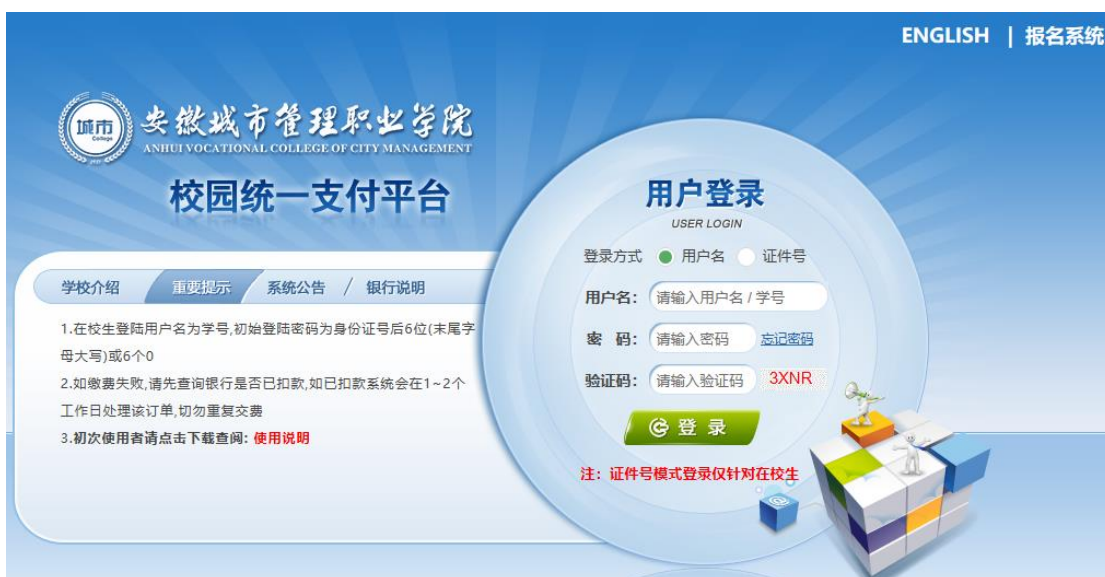 ENGLISH | 报名系统
城市
College
安徽城市管理职业学院
ANHUI VOCATIONAL COLLEGE OF CITY MANAGEMENT
校园统一支付平台
学校介绍 重要提示 系统公告 / 银行说明
1.在校生登陆用户名为学号,初始登陆密码为身份证号后6位(末尾字
母大写)或6个0
2.如缴费失败,请先查询银行是否已扣款,如已扣款系统会在1~2个
工作日处理该订单,切勿重复交费
3.初次使用者请点击下载查阅: 使用说明
用户登录
USER LOGIN
登录方式 用户名 证件号
用户名: 请输入用户名 / 学号
密 码: 请输入密码 忘记密码
验证码: 请输入验证码 3XNR
登 录
注: 证件号模式登录仅针对在校生
@